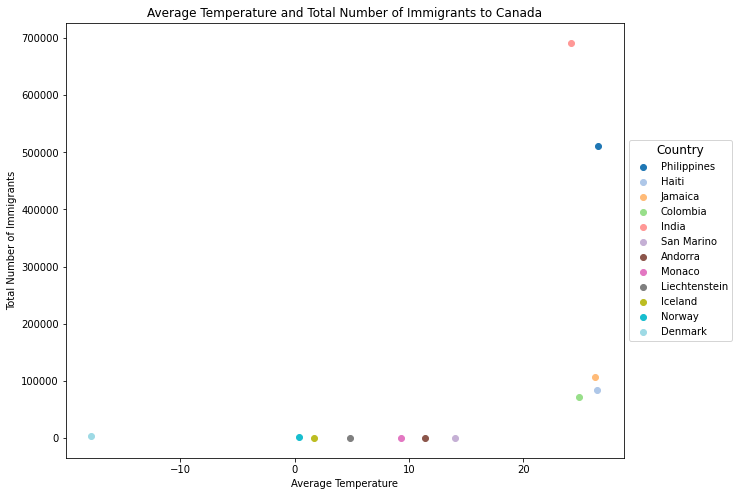 Average Temperature and Total Number of Immigrants to Canada
700000
600000
500000
400000
300000
200000
100000
0
Total Number of Immigrants
−10
0
10
20
Average Temperature
Country
Philippines
Haiti
Jamaica
Colombia
India
San Marino
Andorra
Monaco
Liechtenstein
Iceland
Norway
Denmark